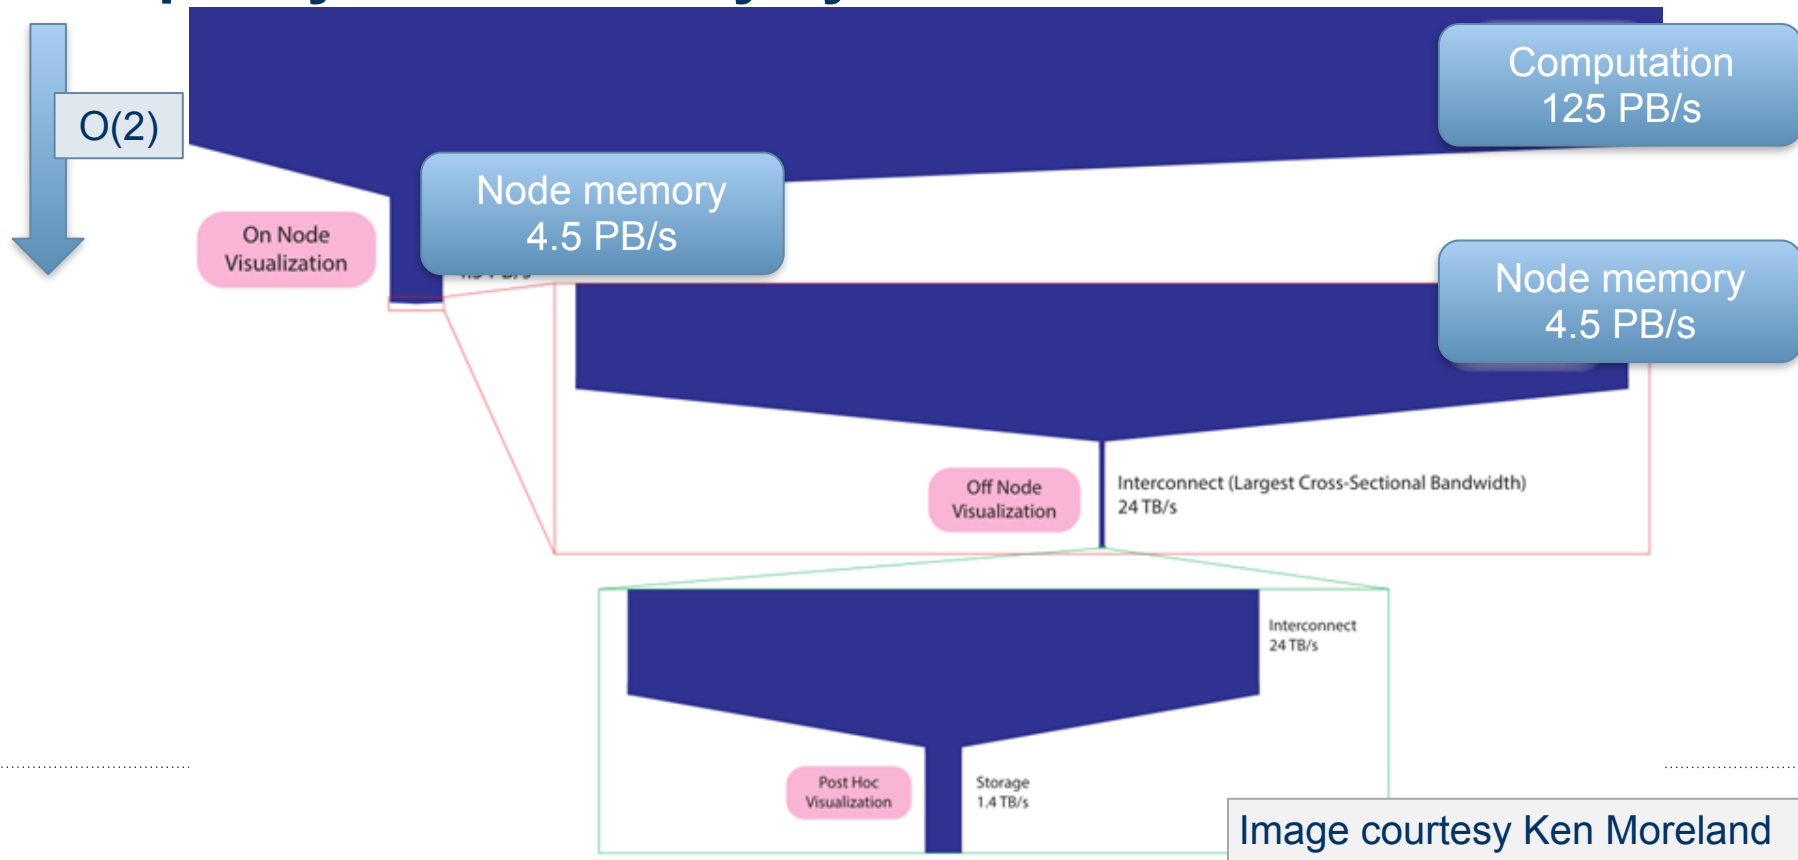 Computation
125 PB/s
O(2)
Node memory
4.5 PB/s
On Node
Visualization
Node memory
4.5 PB/s
Off Node
Visualization
Interconnect (Largest Cross-Sectional Bandwidth)
24 TB/s
Interconnect
24 TB/s
Post Hoc
Visualization
Storage
1.4 TB/s
Image courtesy Ken Moreland